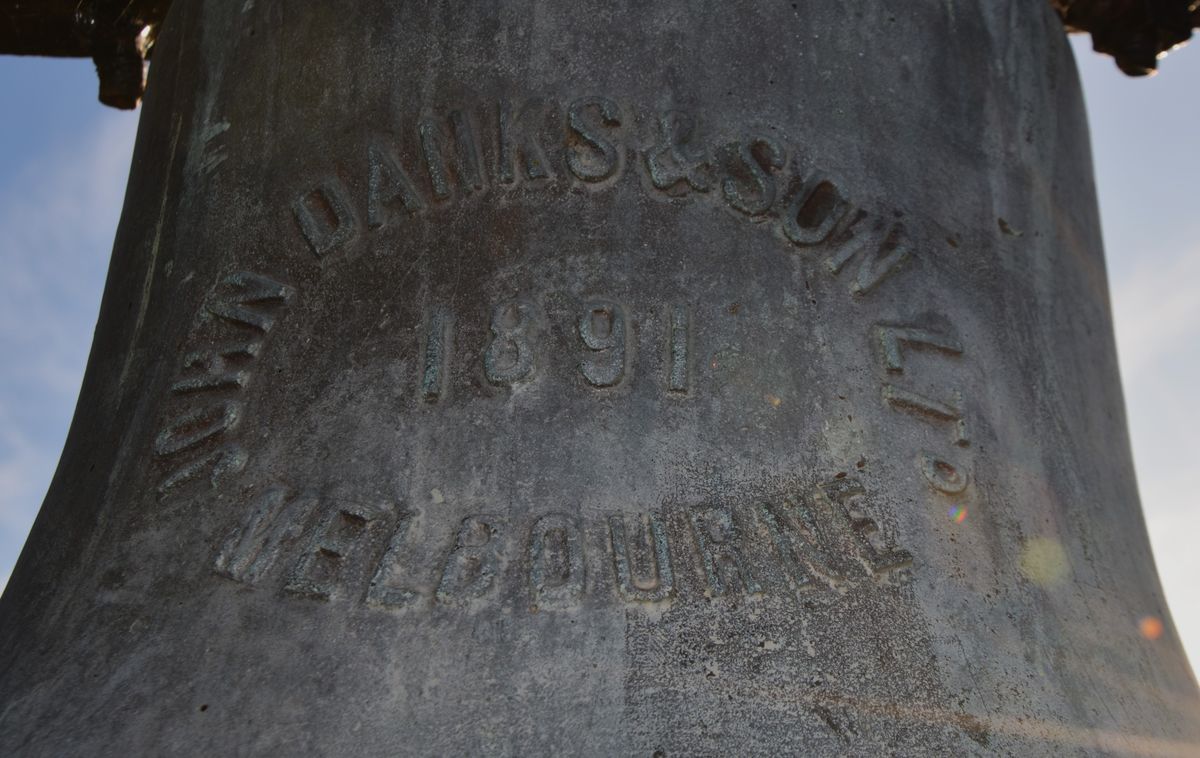 JOHN DANKS & SON LTD
1891
MELBOURNE